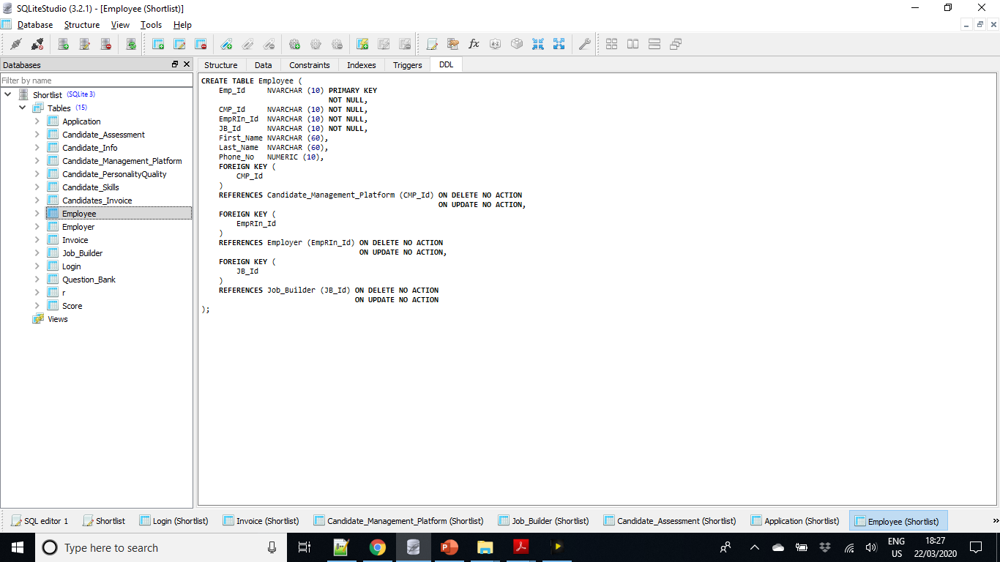 SQLiteStudio (3.2.1) - [Employee (Shortlist)]
Database Structure View Tools Help
Databases
Filter by name
Shortlist (SQLite 3)
Tables (15)
Application
Candidate_Assessment
Candidate_Info
Candidate_Management_Platform
Candidate_PersonalityQuality
Candidate_Skills
Candidates_Invoice
Employee
Employer
Invoice
Job_Builder
Login
Question_Bank
r
Score
Views
Structure Data Constraints Indexes Triggers DDL
CREATE TABLE Employee (
    Emp_Id     NVARCHAR (10) PRIMARY KEY
                             NOT NULL,
    CMP_Id     NVARCHAR (10) NOT NULL,
    EmpRIn_Id  NVARCHAR (10) NOT NULL,
    JB_Id      NVARCHAR (10) NOT NULL,
    First_Name NVARCHAR (60),
    Last_Name  NVARCHAR (60),
    Phone_No   NUMERIC (10),
    FOREIGN KEY (
        CMP_Id
    )
    REFERENCES Candidate_Management_Platform (CMP_Id) ON DELETE NO ACTION
                                                      ON UPDATE NO ACTION,
    FOREIGN KEY (
        EmpRIn_Id
    )
    REFERENCES Employer (EmpRIn_Id) ON DELETE NO ACTION
                                    ON UPDATE NO ACTION,
    FOREIGN KEY (
        JB_Id
    )
    REFERENCES Job_Builder (JB_Id) ON DELETE NO ACTION
                                   ON UPDATE NO ACTION
);
SQL editor 1 Shortlist Login (Shortlist) Invoice (Shortlist) Candidate_Management_Platform (Shortlist) Job_Builder (Shortlist) Candidate_Assessment (Shortlist) Application (Shortlist) Employee (Shortlist) »
Type here to search
ENG
US
18:27
22/03/2020